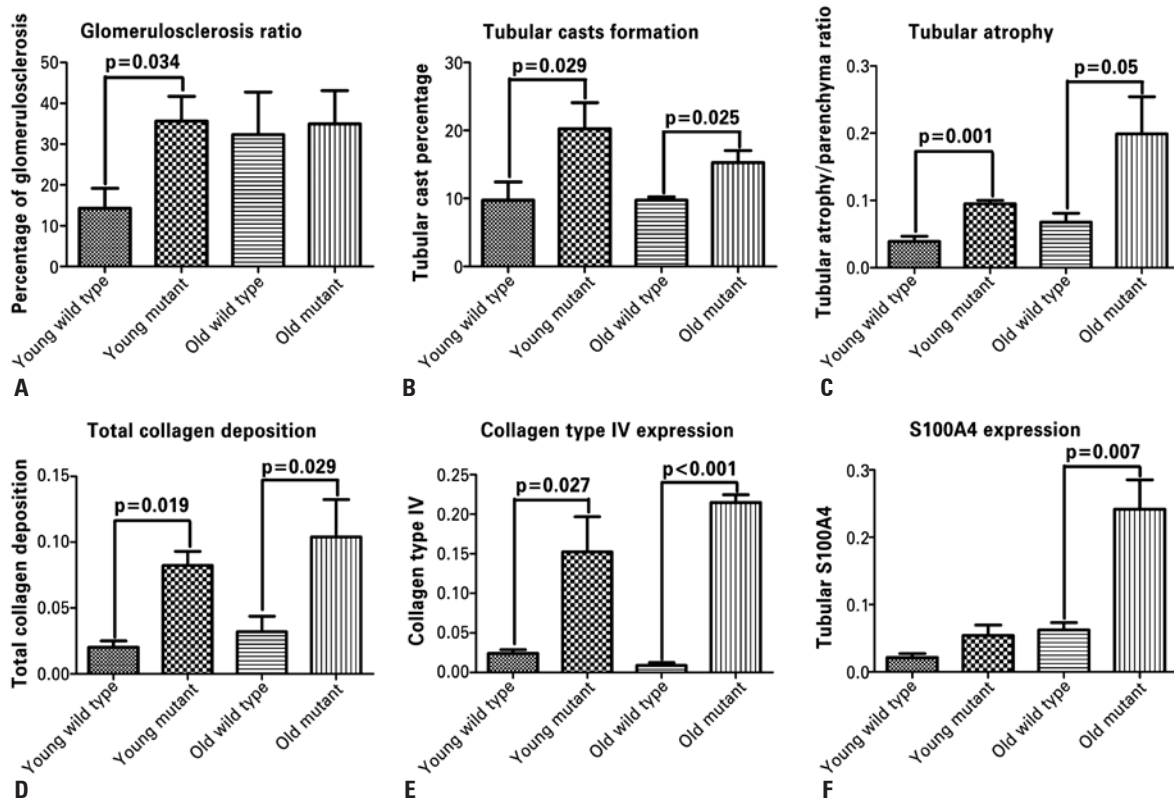 Glomerulosclerosis ratio
Percentage of glomerulosclerosis
50
40
30
20
10
0
p=0.034
Young wild type
Young mutant
Old wild type
Old mutant
A
Tubular casts formation
Tubular cast percentage
30
20
10
0
p=0.029
p=0.025
Young wild type
Young mutant
Old wild type
Old mutant
B
Tubular atrophy
Tubular atrophy/parenchyma ratio
0.3
0.2
0.1
0.0
p=0.001
p=0.05
Young wild type
Young mutant
Old wild type
Old mutant
C
Total collagen deposition
Total collagen deposition
0.15
0.10
0.05
0.00
p=0.019
p=0.029
Young wild type
Young mutant
Old wild type
Old mutant
D
Collagen type IV expression
Collagen type IV
0.25
0.20
0.15
0.10
0.05
0.00
p=0.027
p<0.001
Young wild type
Young mutant
Old wild type
Old mutant
E
S100A4 expression
Tubular S100A4
0.3
0.2
0.1
0.0
p=0.007
Young wild type
Young mutant
Old wild type
Old mutant
F